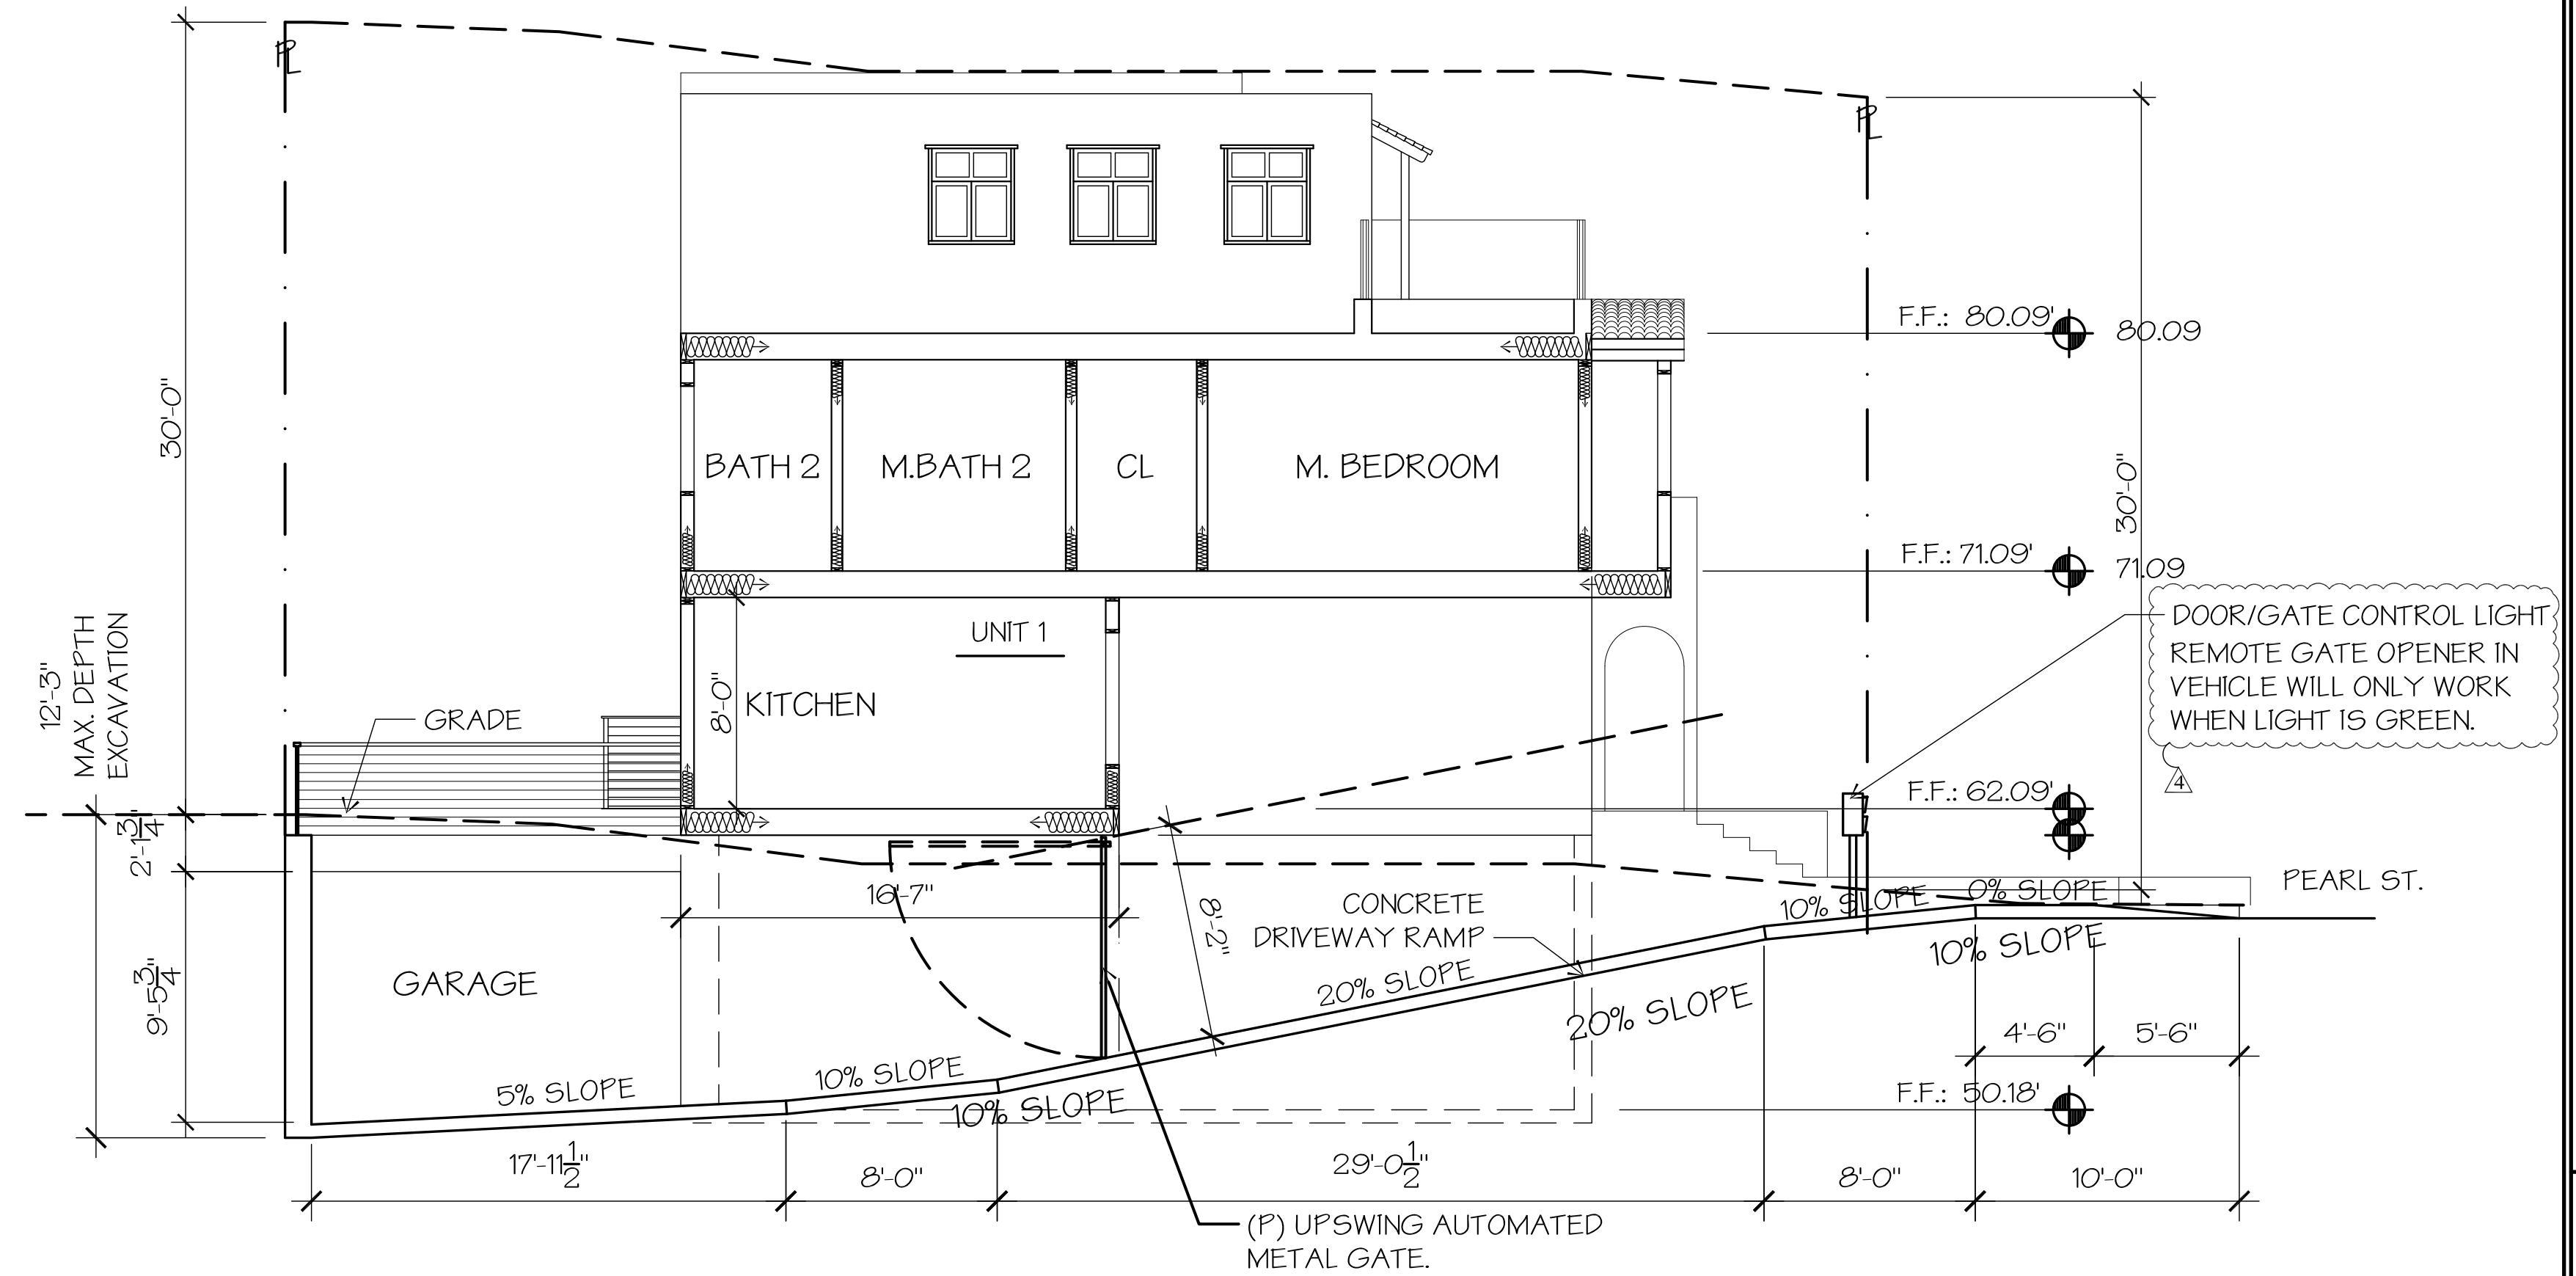 PL
PL
30'-0"
F.F.: 80.09'
80.09
BATH 2
M.BATH 2
CL
M. BEDROOM
30'-0"
F.F.: 71.09'
71.09
DOOR/GATE CONTROL LIGHT
REMOTE GATE OPENER IN
VEHICLE WILL ONLY WORK
WHEN LIGHT IS GREEN.
4
12'-3"
MAX. DEPTH
EXCAVATION
UNIT 1
8'-0"
KITCHEN
GRADE
F.F.: 62.09'
2'-1 3/4"
16'-7"
8'-2"
CONCRETE
DRIVEWAY RAMP
10% SLOPE
0% SLOPE
PEARL ST.
10% SLOPE
9'-5 3/4"
GARAGE
20% SLOPE
20% SLOPE
4'-6"
5'-6"
5% SLOPE
10% SLOPE
10% SLOPE
F.F.: 50.18'
17'-11 1/2"
8'-0"
29'-0 1/2"
8'-0"
10'-0"
(P) UPSWING AUTOMATED
METAL GATE.